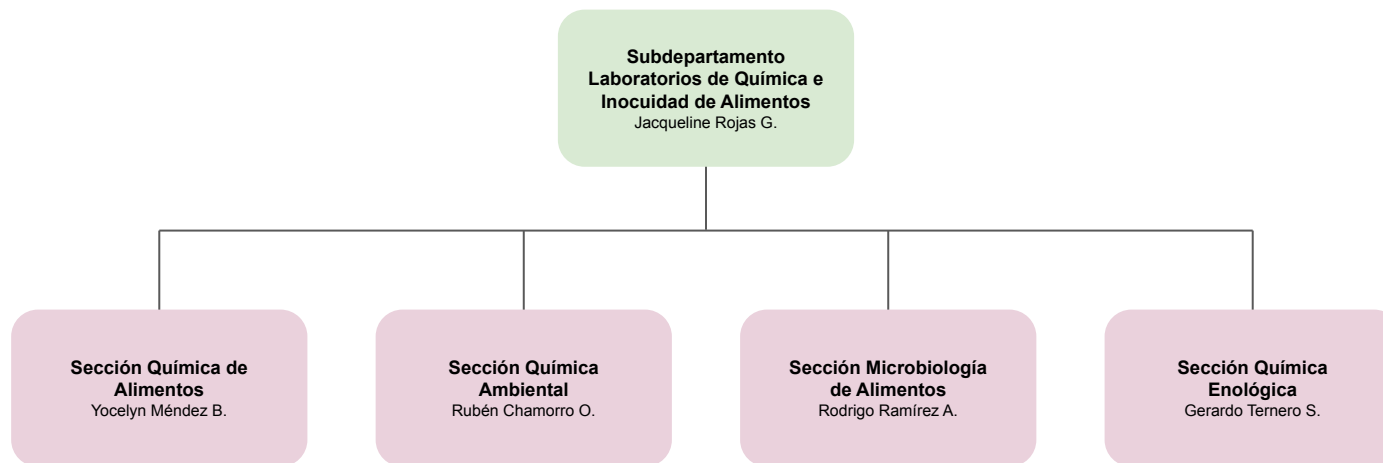 Subdepartamento
Laboratorios de Química e
Inocuidad de Alimentos
Jacqueline Rojas G.
Sección Química de
Alimentos
Yocelyn Méndez B.
Sección Química
Ambiental
Rubén Chamorro O.
Sección Microbiología
de Alimentos
Rodrigo Ramírez A.
Sección Química
Enológica
Gerardo Ternero S.